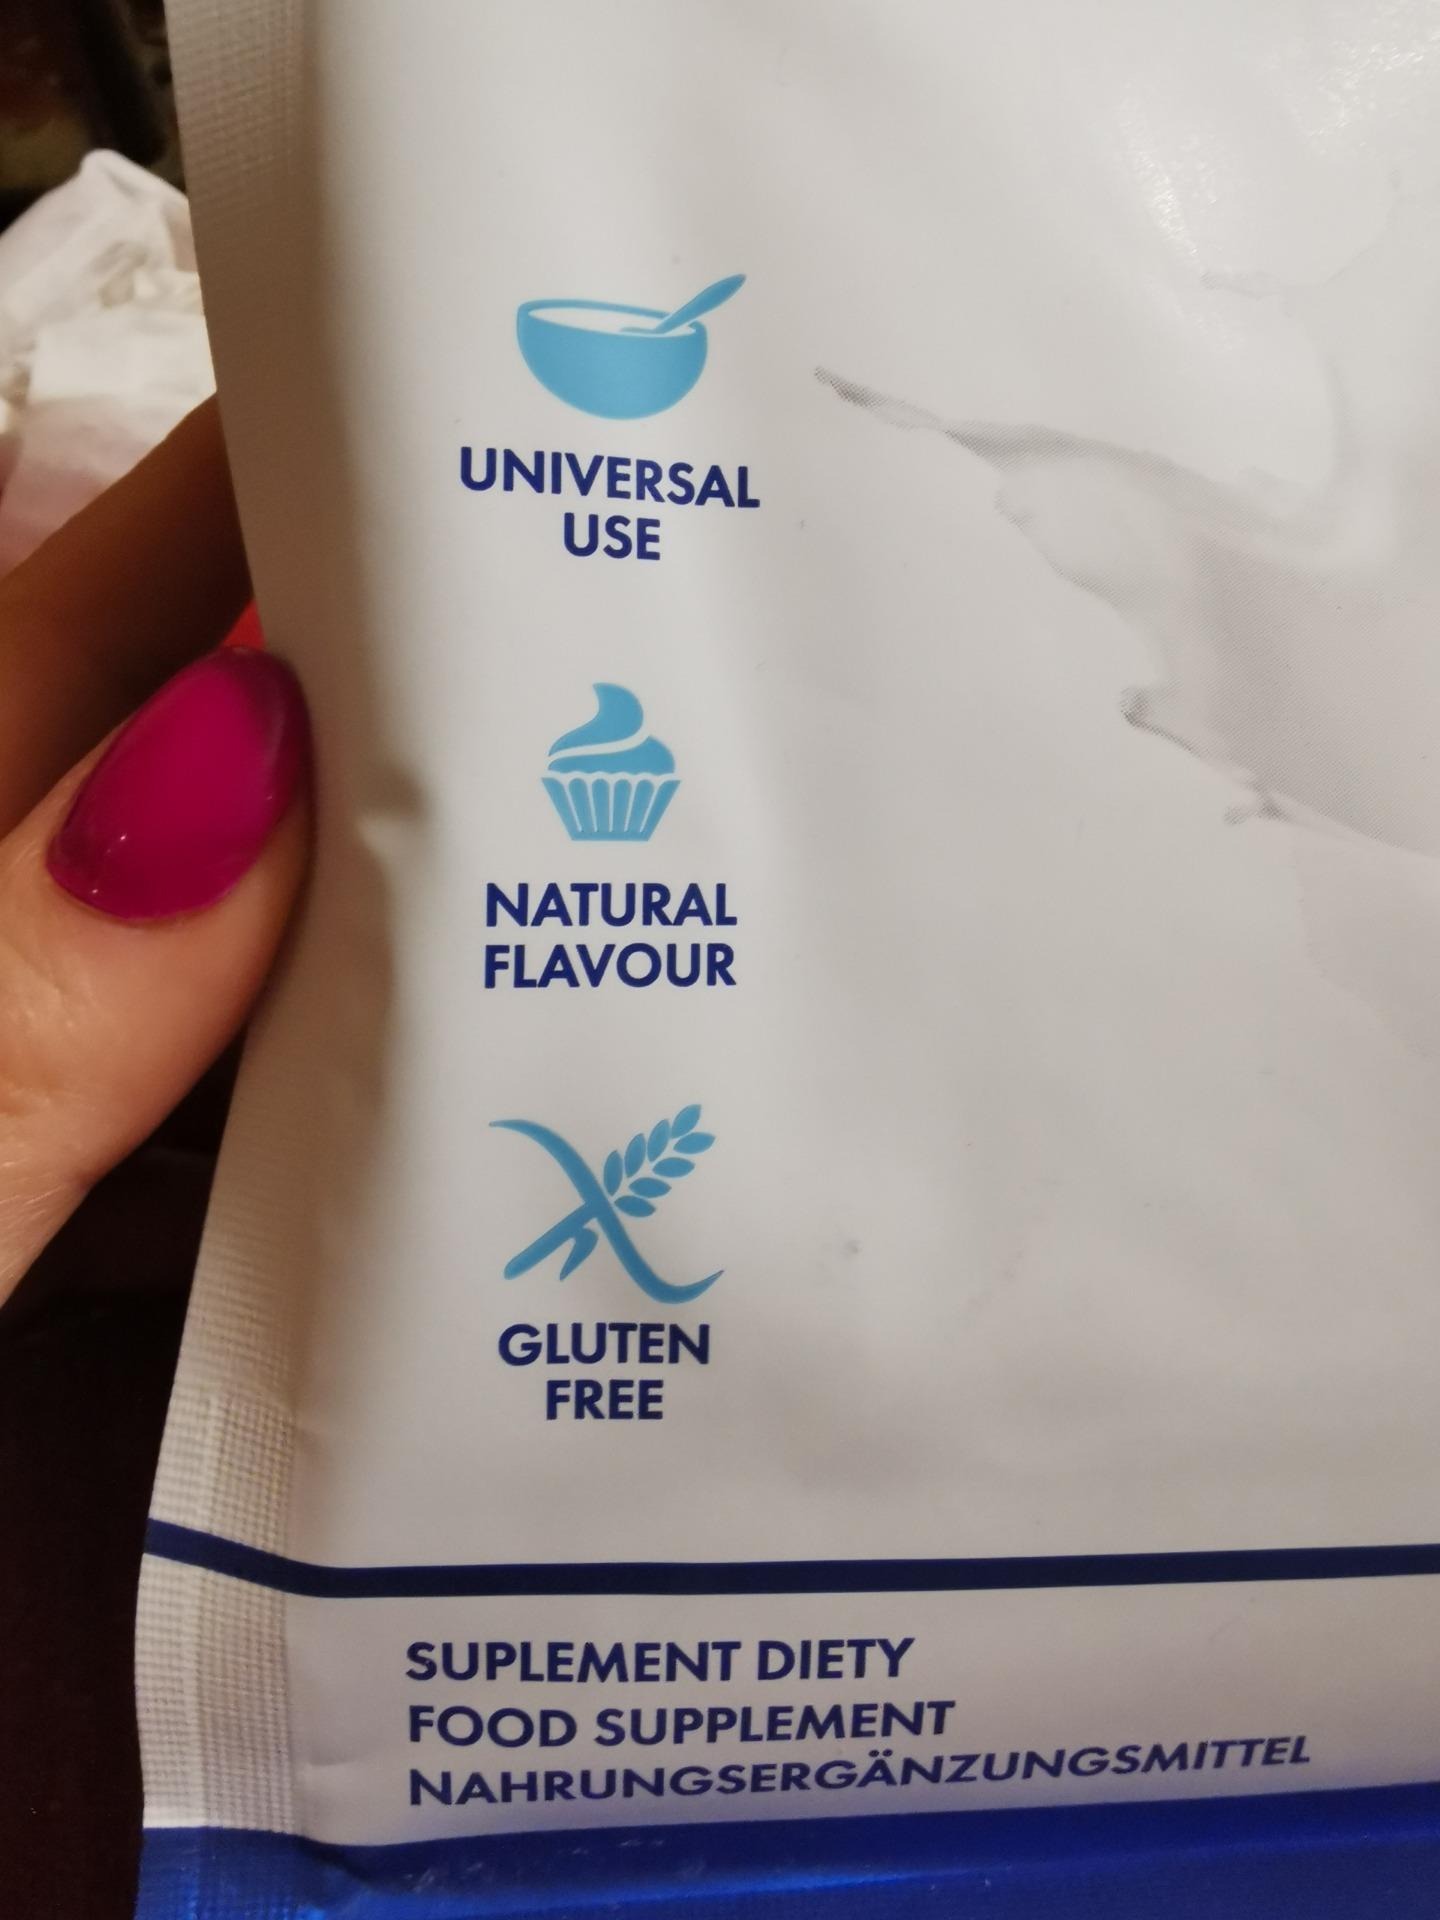 UNIVERSAL
USE
NATURAL
FLAVOUR
GLUTEN
FREE
SUPLEMENT DIETY
FOOD SUPPLEMENT
NAHRUNGSERGÄNZUNGSMITTEL